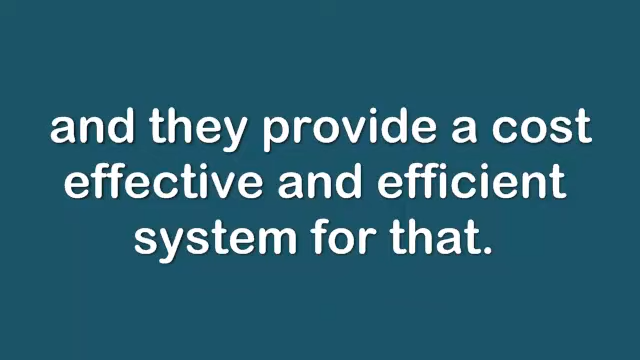 and they provide a cost
effective and efficient
system for that.